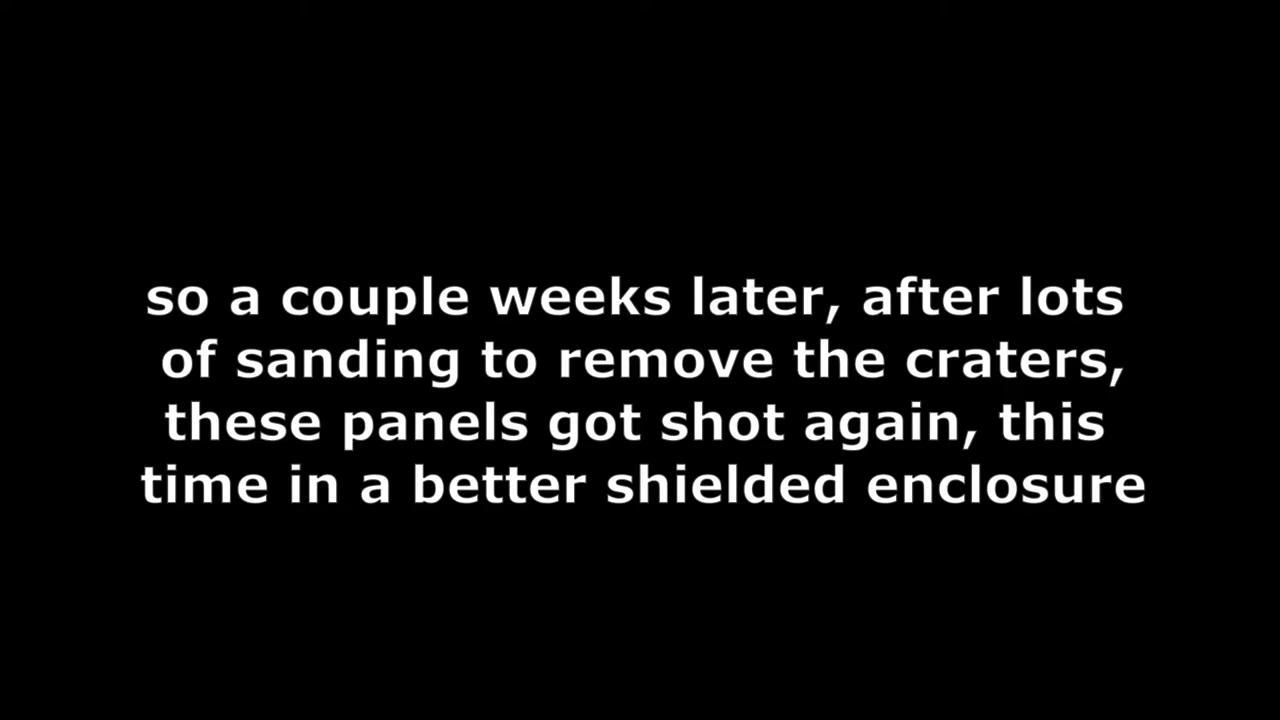 so a couple weeks later, after lots
of sanding to remove the craters,
these panels got shot again, this
time in a better shielded enclosure